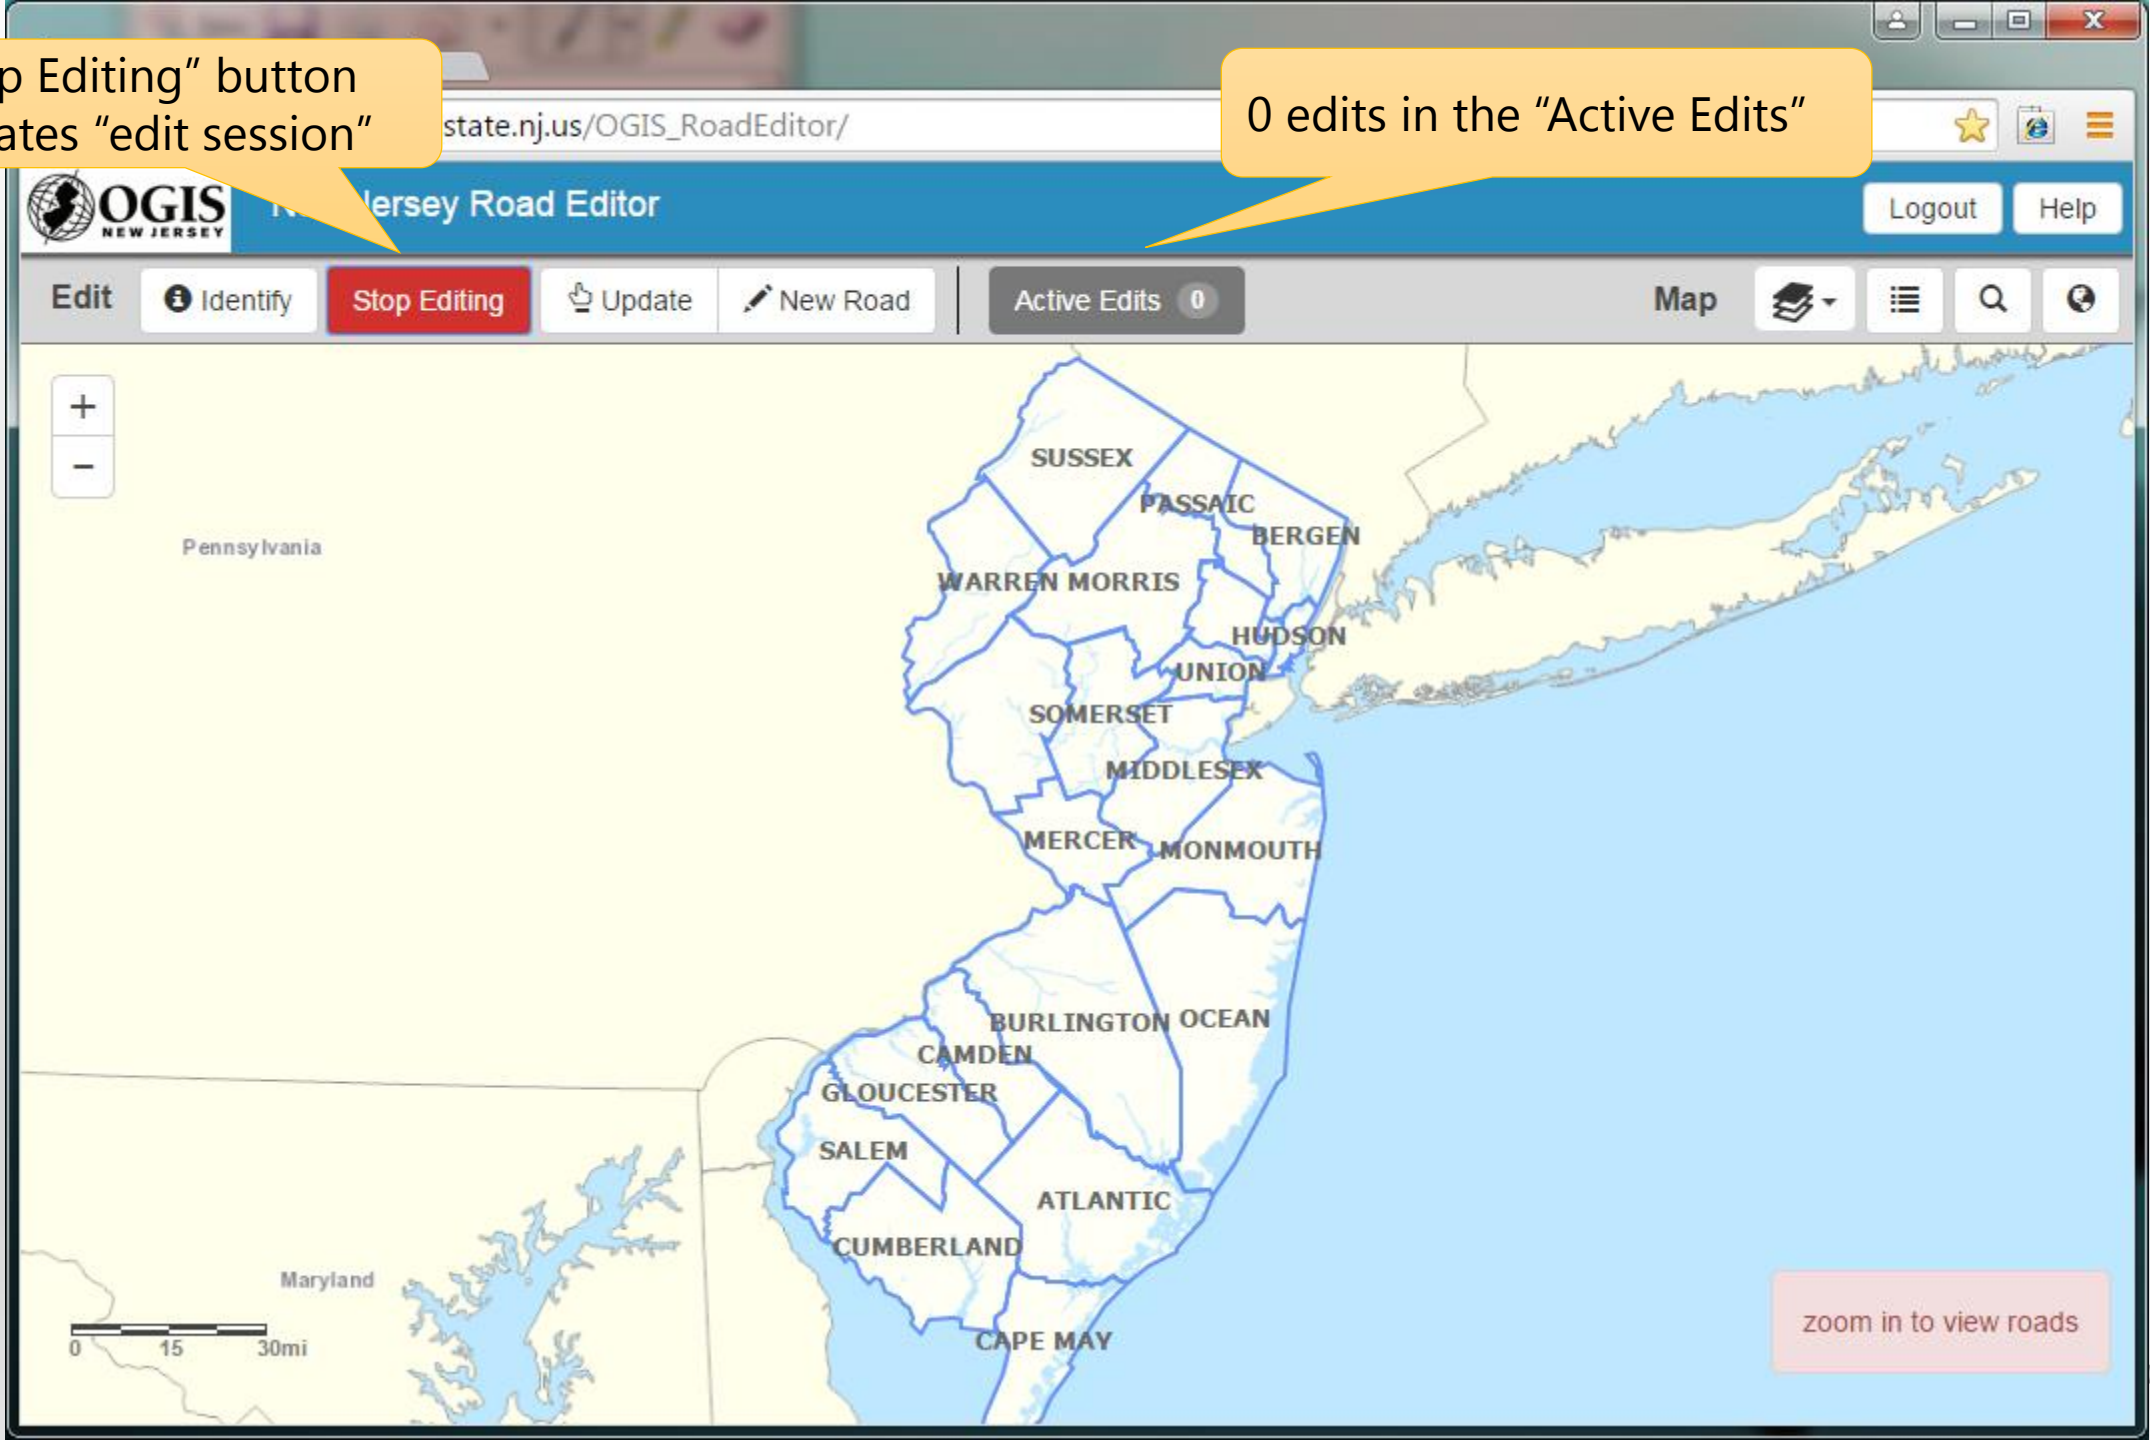 p Editing” button
ates “edit session”
0 edits in the “Active Edits”
state.nj.us/OGIS_RoadEditor/
OGIS
NEW JERSEY
ersey Road Editor
Logout
Help
Edit
Identify
Stop Editing
Update
New Road
Active Edits 0
Map
+
−
SUSSEX
PASSAIC
BERGEN
Pennsylvania
WARREN MORRIS
HUDSON
UNION
SOMERSET
MIDDLESEX
MERCER
MONMOUTH
BURLINGTON OCEAN
CAMDEN
GLOUCESTER
SALEM
ATLANTIC
CUMBERLAND
Maryland
CAPE MAY
0 15 30mi
zoom in to view roads